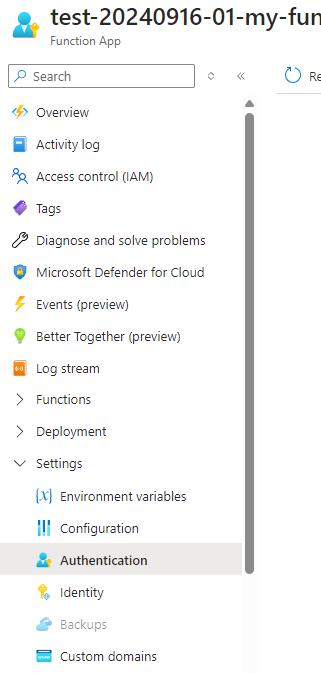 test-20240916-01-my-fun
Function App
Search
Re
Overview
Activity log
Access control (IAM)
Tags
Diagnose and solve problems
Microsoft Defender for Cloud
Events (preview)
Better Together (preview)
Log stream
Functions
Deployment
Settings
Environment variables
Configuration
Authentication
Identity
Backups
Custom domains